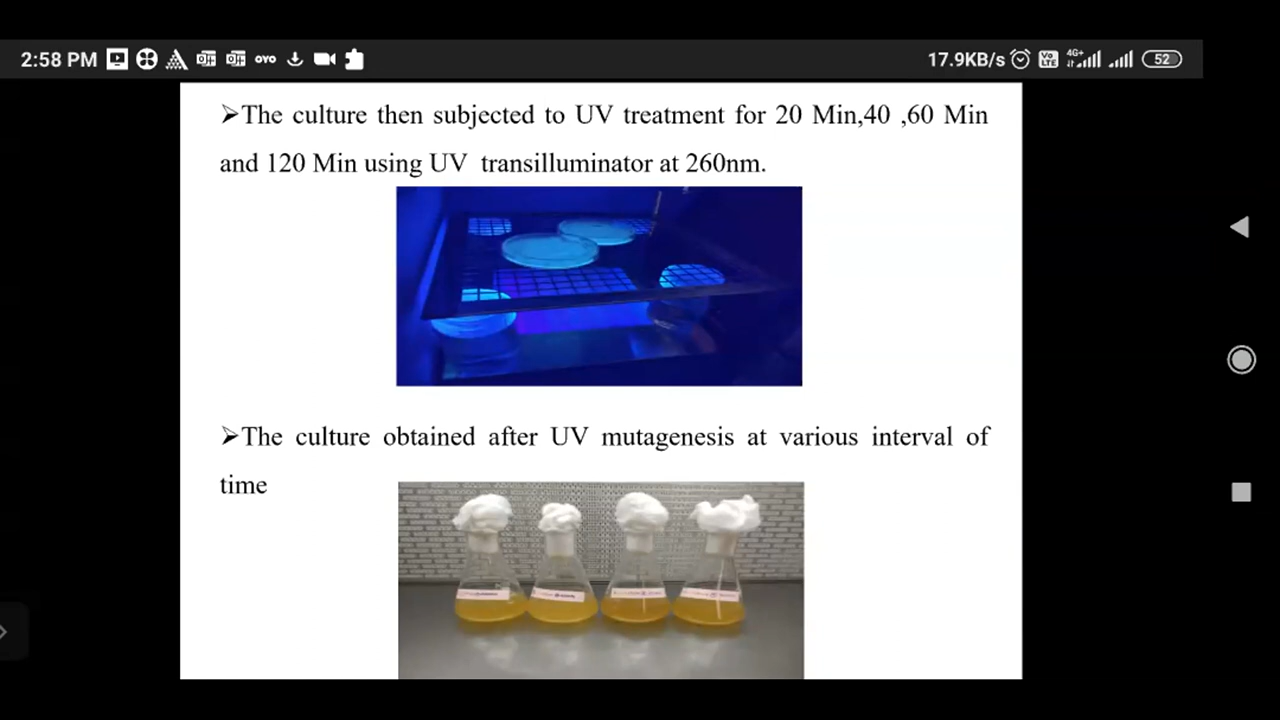 2:58 PM
17.9KB/s
4G+
52
➢The culture then subjected to UV treatment for 20 Min,40 ,60 Min
and 120 Min using UV transilluminator at 260nm.
➢The culture obtained after UV mutagenesis at various interval of
time